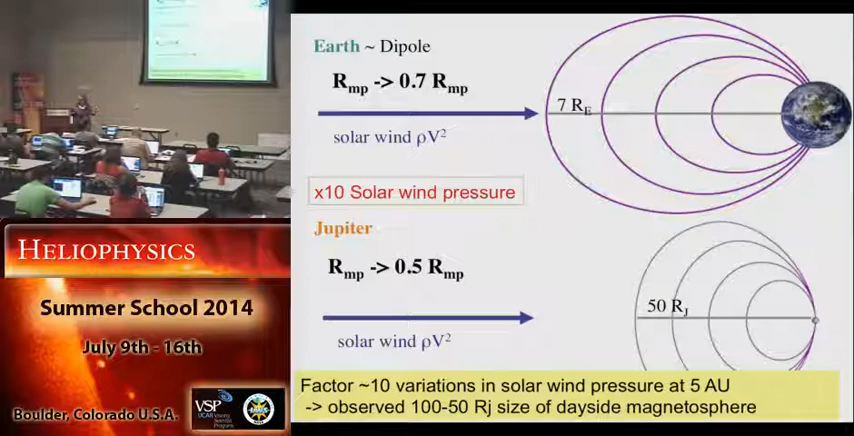 Earth ~ Dipole
Rmp -> 0.7 Rmp
7 RE
solar wind ρV²
x10 Solar wind pressure
Jupiter
Rmp -> 0.5 Rmp
50 RJ
solar wind ρV²
Factor ~10 variations in solar wind pressure at 5 AU
-> observed 100-50 Rj size of dayside magnetosphere
HELIOPHYSICS
Summer School 2014
July 9th - 16th
Boulder, Colorado U.S.A.
VSP
UCAR Visiting
Scientist
Programs